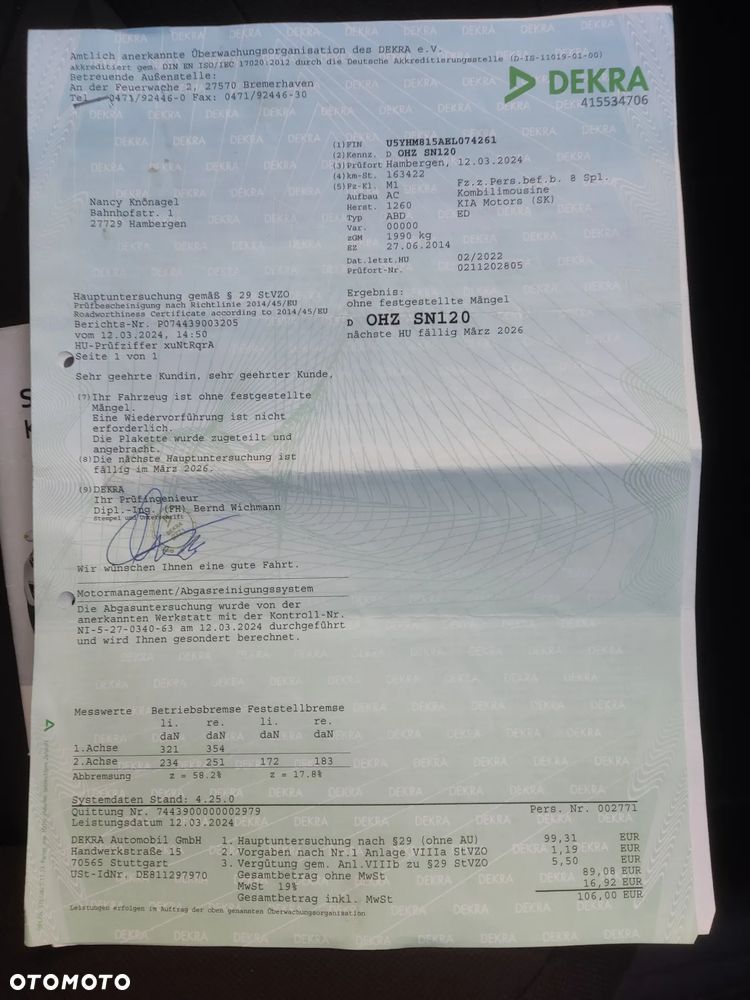 Amtlich anerkannte Überwachungsorganisation des DEKRA e.V.
akkreditiert gem. DIN EN ISO/IEC 17020:2012 durch die Deutsche Akkreditierungsstelle (D-IS-11019-01-00)
Betreuende Außenstelle:
An der Feuerwache 2, 27570 Bremerhaven
Tel. 0471/92446-0 Fax: 0471/92446-30
DEKRA
415534706
(1) FIN U5YHM815AEL074261
(2) Kennz. D OHZ SN120
(3) Prüfort Hambergen, 12.03.2024
(4) km-St. 163422
(5) Fz-Kl. M1 Fz.z.Pers.bef.b. 8 Spl.
Aufbau AC Kombilimousine
Herst. 1260 KIA Motors (SK)
Typ ABD ED
Var. 00000
zGM 1990 kg
EZ 27.06.2014
Dat.letzt.HU 02/2022
Prüfort-Nr. 0211202805
Nancy Knönagel
Bahnhofstr. 1
27729 Hambergen
Hauptuntersuchung gemäß § 29 StVZO
Prüfbescheinigung nach Richtlinie 2014/45/EU
Roadworthiness Certificate according to 2014/45/EU
Berichts-Nr. P074439003205
vom 12.03.2024, 14:50
HU-Prüfziffer xuNtRqrA
Seite 1 von 1
Ergebnis:
ohne festgestellte Mängel
D OHZ SN120
nächste HU fällig März 2026
Sehr geehrte Kundin, sehr geehrter Kunde,
(7) Ihr Fahrzeug ist ohne festgestellte
Mängel.
Eine Wiedervorführung ist nicht
erforderlich.
Die Plakette wurde zugeteilt und
angebracht.
(8) Die nächste Hauptuntersuchung ist
fällig im März 2026.
(9) DEKRA
Ihr Prüfingenieur
Dipl.-Ing. (FH) Bernd Wichmann
Stempel und Unterschrift
Wir wünschen Ihnen eine gute Fahrt.
Motormanagement/Abgasreinigungssystem
Die Abgasuntersuchung wurde von der
anerkannten Werkstatt mit der Kontroll-Nr.
NI-5-27-0340-63 am 12.03.2024 durchgeführt
und wird Ihnen gesondert berechnet.
Messwerte Betriebsbremse Feststellbremse
li. re. li. re.
daN daN daN daN
1.Achse 321 354
2.Achse 234 251 172 183
Abbremsung z = 58.2% z = 17.8%
Systemdaten Stand: 4.25.0
Quittung Nr. 7443900000002979 Pers. Nr. 002771
Leistungsdatum 12.03.2024
DEKRA Automobil GmbH 1. Hauptuntersuchung nach §29 (ohne AU) 99,31 EUR
Handwerkstraße 15 2. Vorgaben nach Nr.1 Anlage VIIIa StVZO 1,19 EUR
70565 Stuttgart 3. Vergütung gem. Anl.VIIIb zu §29 StVZO 5,50 EUR
USt-IdNr. DE811297970 Gesamtbetrag ohne MwSt 89,08 EUR
MwSt 19% 16,92 EUR
Gesamtbetrag inkl. MwSt 106,00 EUR
Leistungen erfolgen im Auftrag der oben genannten Überwachungsorganisation
OTOMOTO